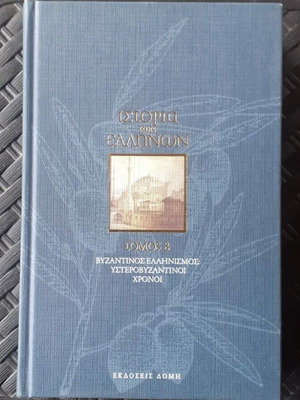 ΙΣΤΟΡΙΑ
των
ΕΛΛΗΝΩΝ
ΤΟΜΟΣ 8
ΒΥΖΑΝΤΙΝΟΣ ΕΛΛΗΝΙΣΜΟΣ:
ΥΣΤΕΡΟΒΥΖΑΝΤΙΝΟΙ
ΧΡΟΝΟΙ
ΕΚΔΟΣΕΙΣ ΔΟΜΗ